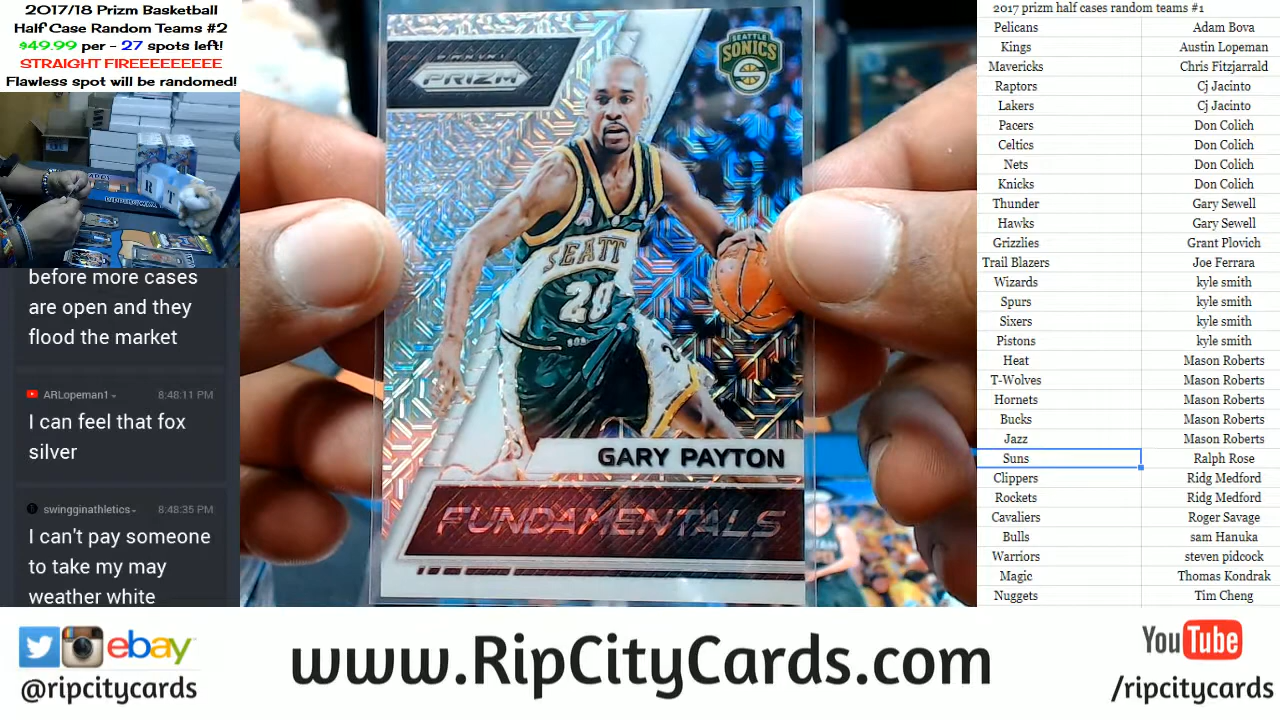 2017/18 Prizm Basketball
Half Case Random Teams #2
$49.99 per - 27 spots left!
STRAIGHT FIREEEEEEEEE
Flawless spot will be randomed!
before more cases
are open and they
flood the market
ARLopeman1
8:48:11 PM
I can feel that fox
silver
swingginathletics
8:48:35 PM
I can't pay someone
to take my may
weather white
PRIZM
SEATTLE
SONICS
SEATT
20
GARY PAYTON
FUNDAMENTALS
2017 prizm half cases random teams #1
Pelicans Adam Bova
Kings Austin Lopeman
Mavericks Chris Fitzjarrald
Raptors Cj Jacinto
Lakers Cj Jacinto
Pacers Don Colich
Celtics Don Colich
Nets Don Colich
Knicks Don Colich
Thunder Gary Sewell
Hawks Gary Sewell
Grizzlies Grant Plovich
Trail Blazers Joe Ferrara
Wizards kyle smith
Spurs kyle smith
Sixers kyle smith
Pistons kyle smith
Heat Mason Roberts
T-Wolves Mason Roberts
Hornets Mason Roberts
Bucks Mason Roberts
Jazz Mason Roberts
Suns Ralph Rose
Clippers Ridg Medford
Rockets Ridg Medford
Cavaliers Roger Savage
Bulls sam Hanuka
Warriors steven pidcock
Magic Thomas Kondrak
Nuggets Tim Cheng
ebay
@ripcitycards
www.RipCityCards.com
YouTube
/ripcitycards